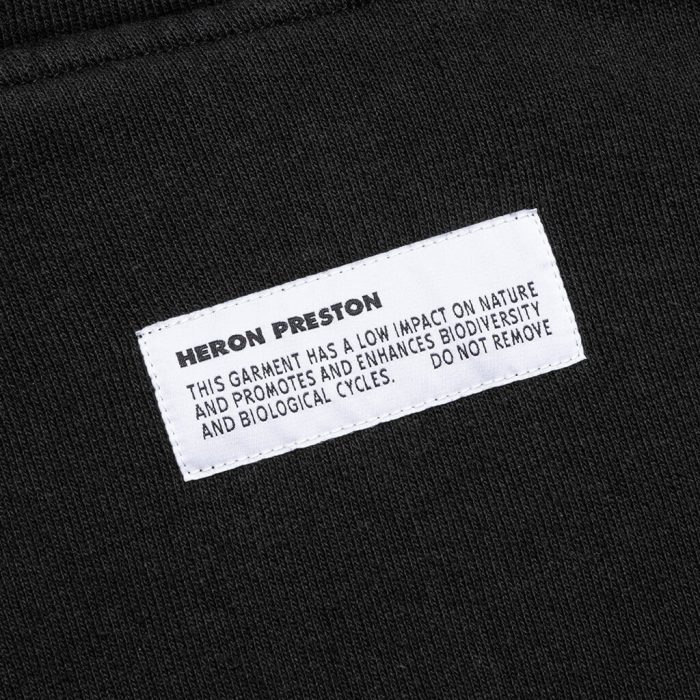 HERON PRESTON
THIS GARMENT HAS A LOW IMPACT ON NATURE
AND PROMOTES AND ENHANCES BIODIVERSITY
AND BIOLOGICAL CYCLES. DO NOT REMOVE